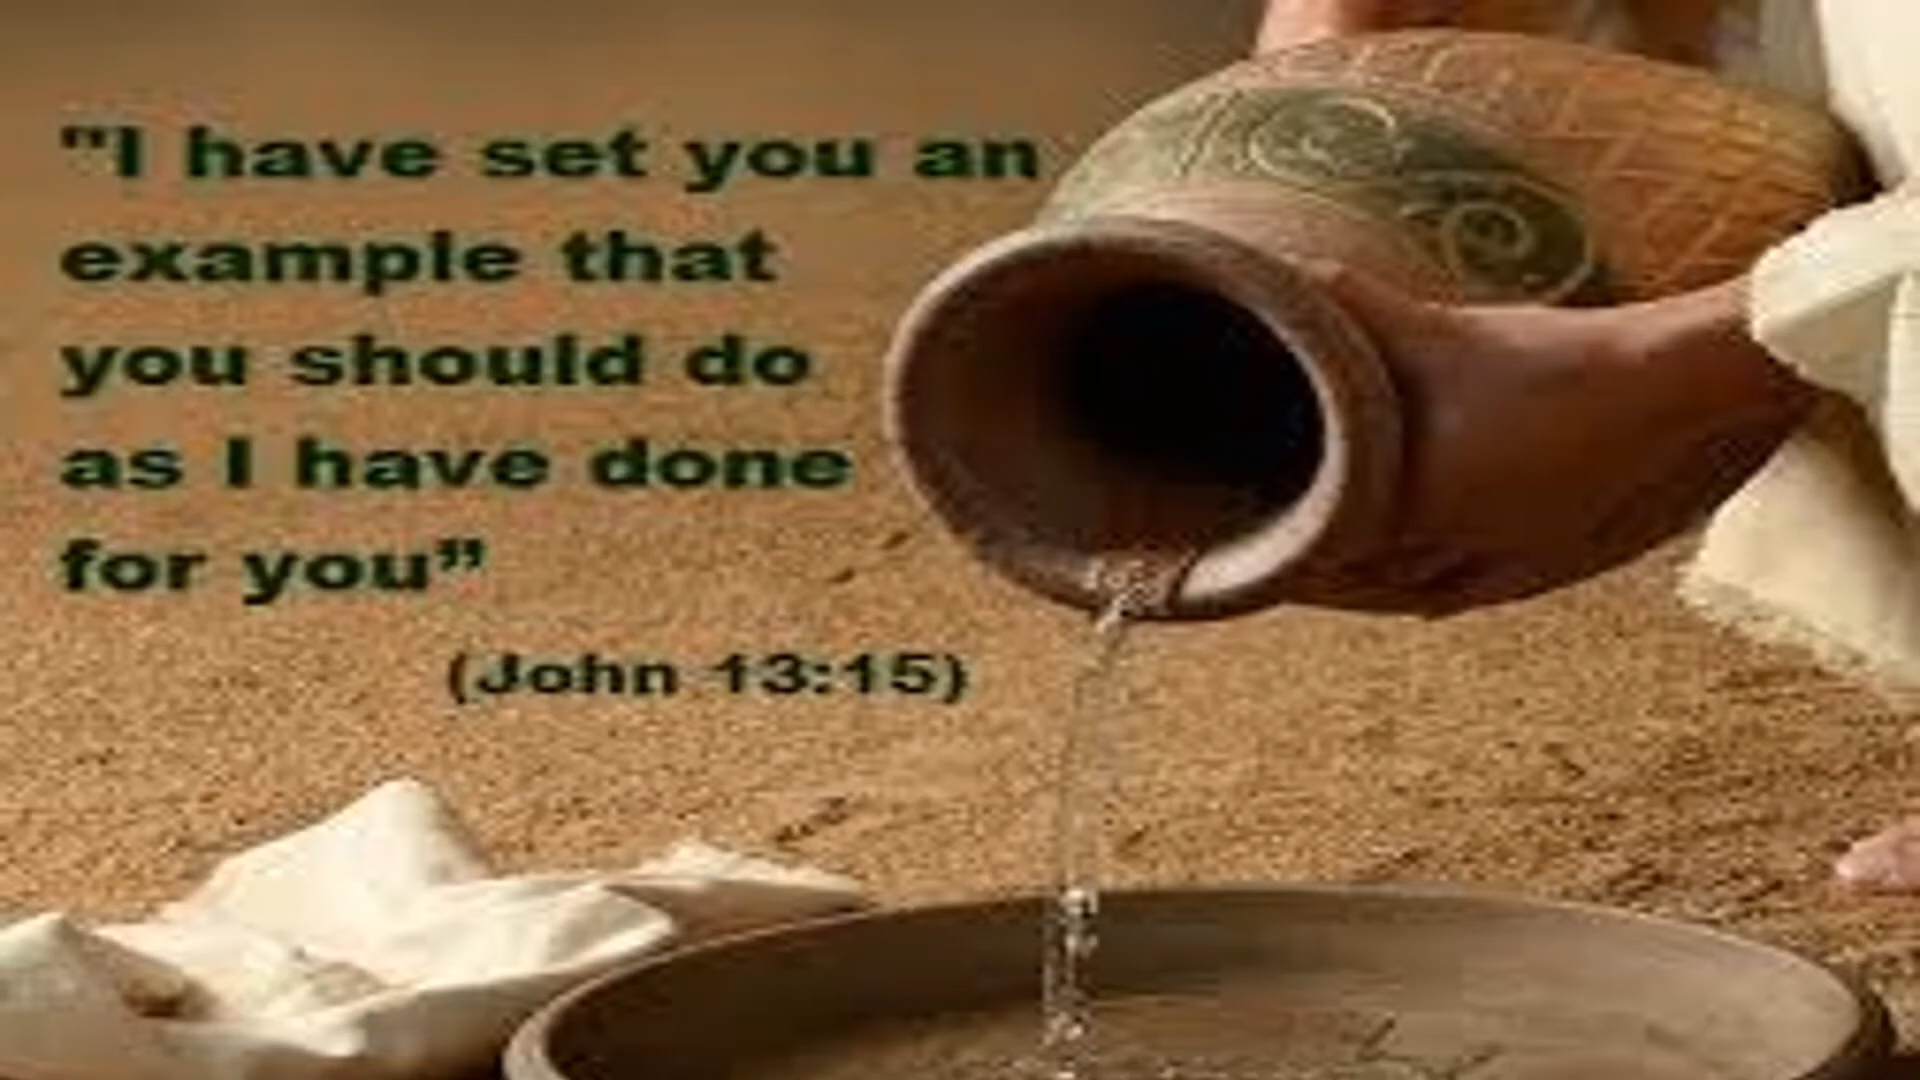 "I have set you an
example that
you should do
as I have done
for you”
(John 13:15)